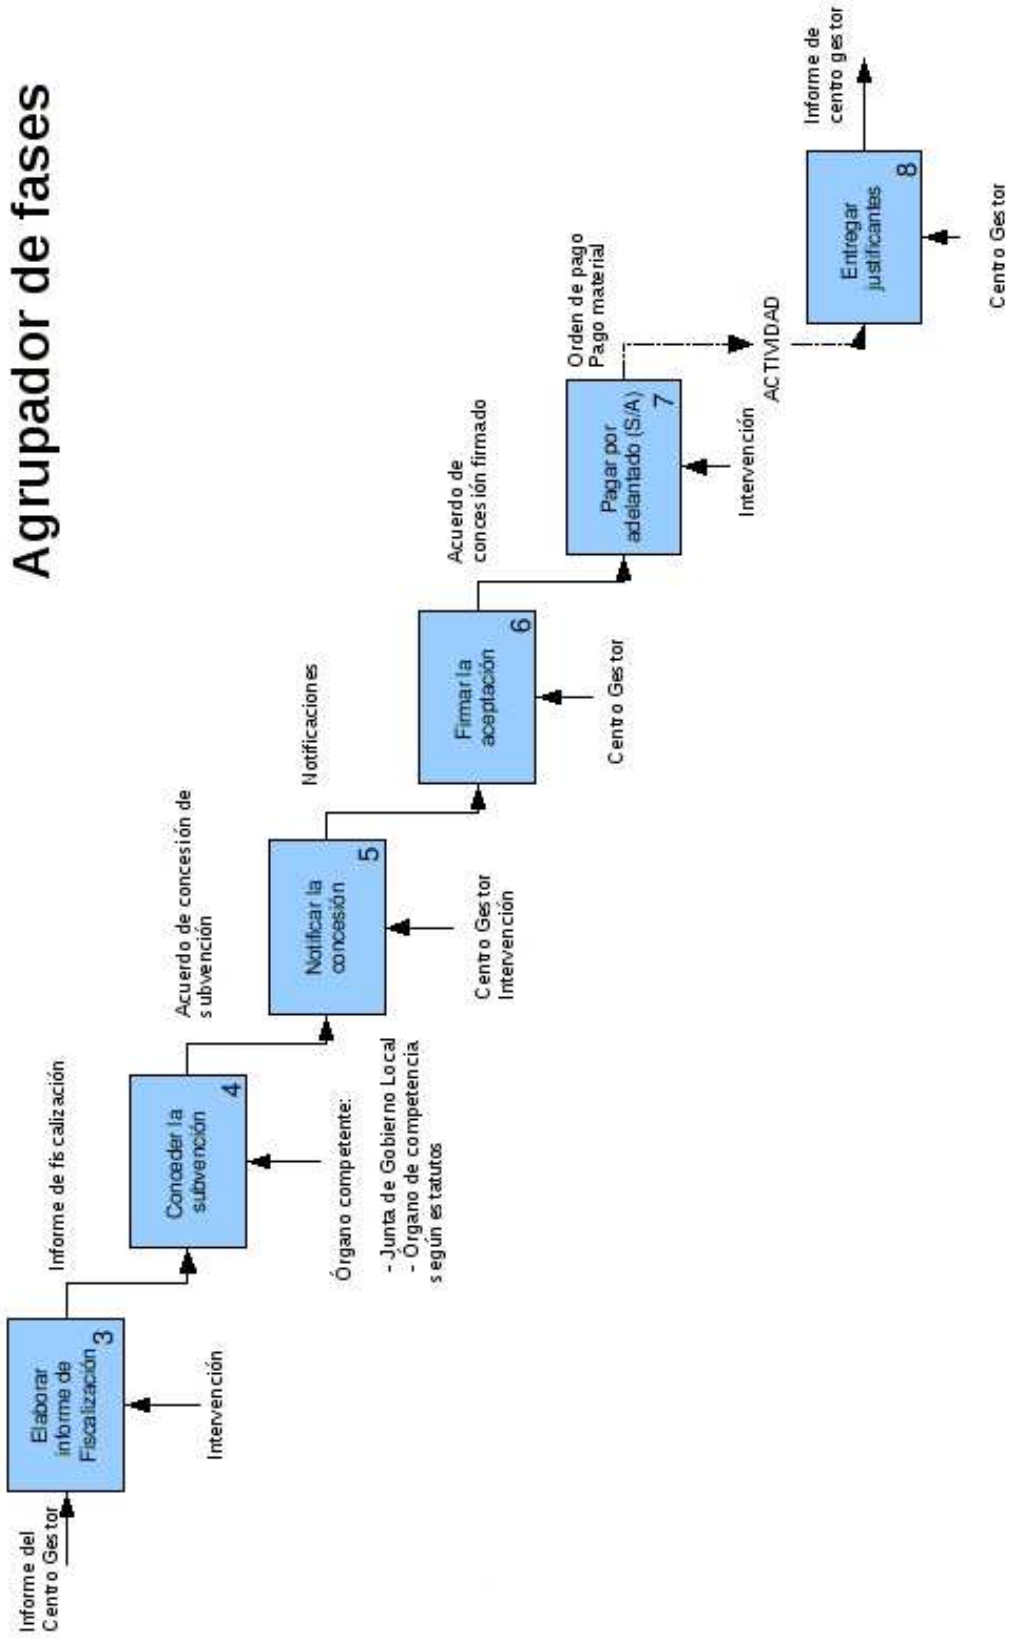 Agrupador de fases
Informe del
Centro Gestor
Elaborar
informe de
Fiscalización
3
Intervención
Informe de fiscalización
Conceder la
subvención
4
Órgano competente:
- Junta de Gobierno Local
- Órgano de competencia
según estatutos
Acuerdo de concesión de
subvención
Notificar la
concesión
5
Centro Gestor
Intervención
Notificaciones
Firmar la
aceptación
6
Centro Gestor
Acuerdo de
concesión firmado
Pagar por
adelantado (S/A)
7
Intervención
Orden de pago
Pago material
ACTIVIDAD
Entregar
justificantes
8
Centro Gestor
Informe de
centro gestor